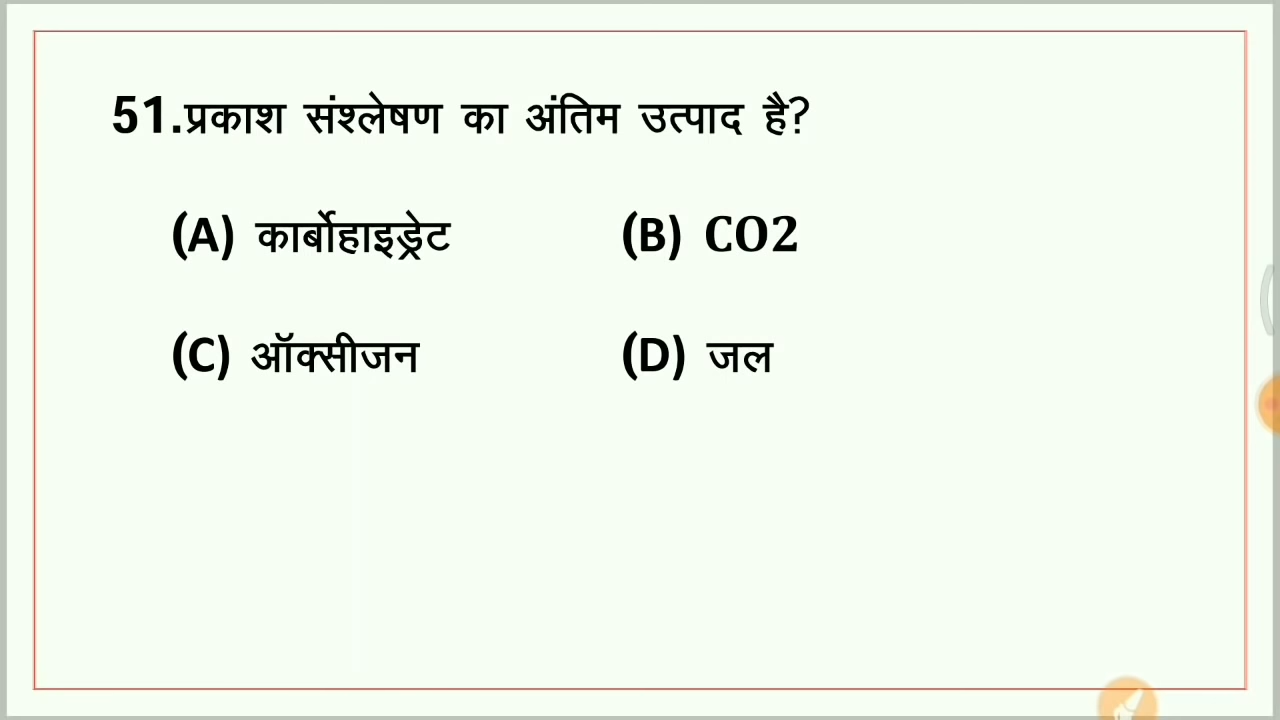 51.प्रकाश संश्लेषण का अंतिम उत्पाद है?
(A) कार्बोहाइड्रेट (B) CO2
(C) ऑक्सीजन (D) जल